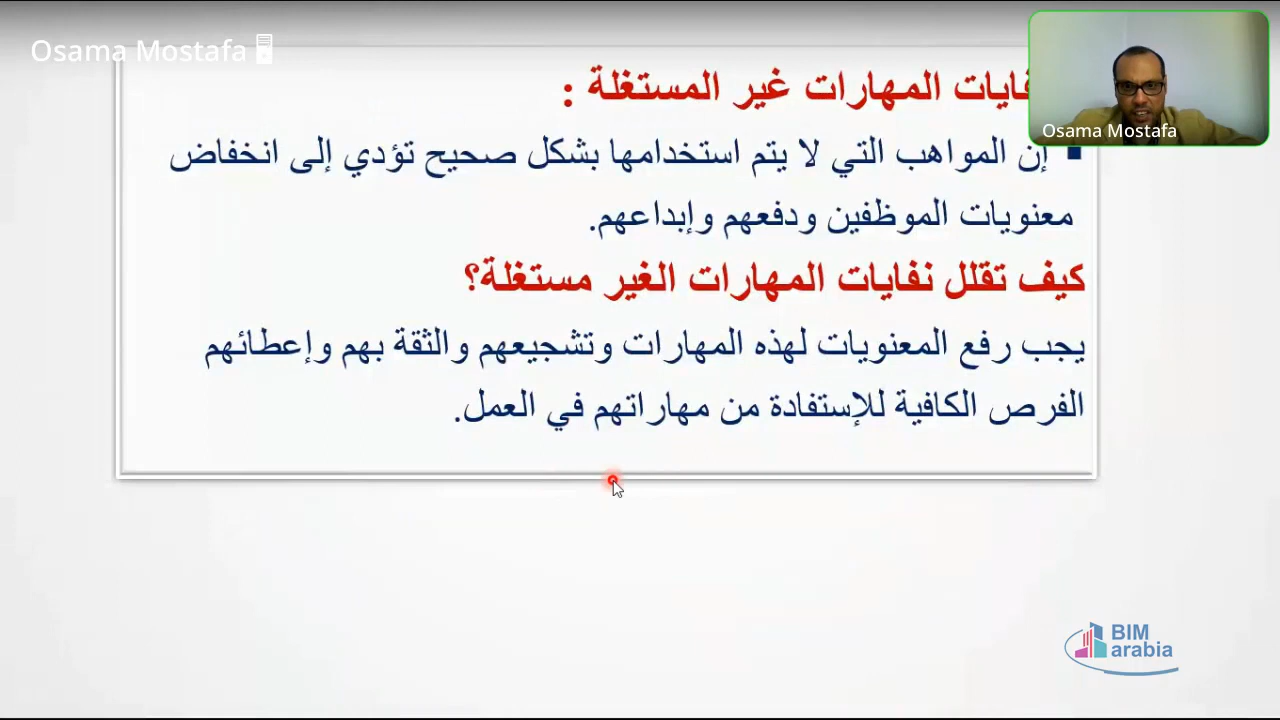 Osama Mostafa
المهارات غير المستغلة :
Osama Mostafa
▪ إن المواهب التي لا يتم استخدامها بشكل صحيح تؤدي إلى انخفاض
معنويات الموظفين ودفعهم وإبداعهم.
كيف تقلل نفايات المهارات الغير مستغلة؟
يجب رفع المعنويات لهذه المهارات وتشجيعهم والثقة بهم وإعطائهم
الفرص الكافية للإستفادة من مهاراتهم في العمل.
BIM
arabia